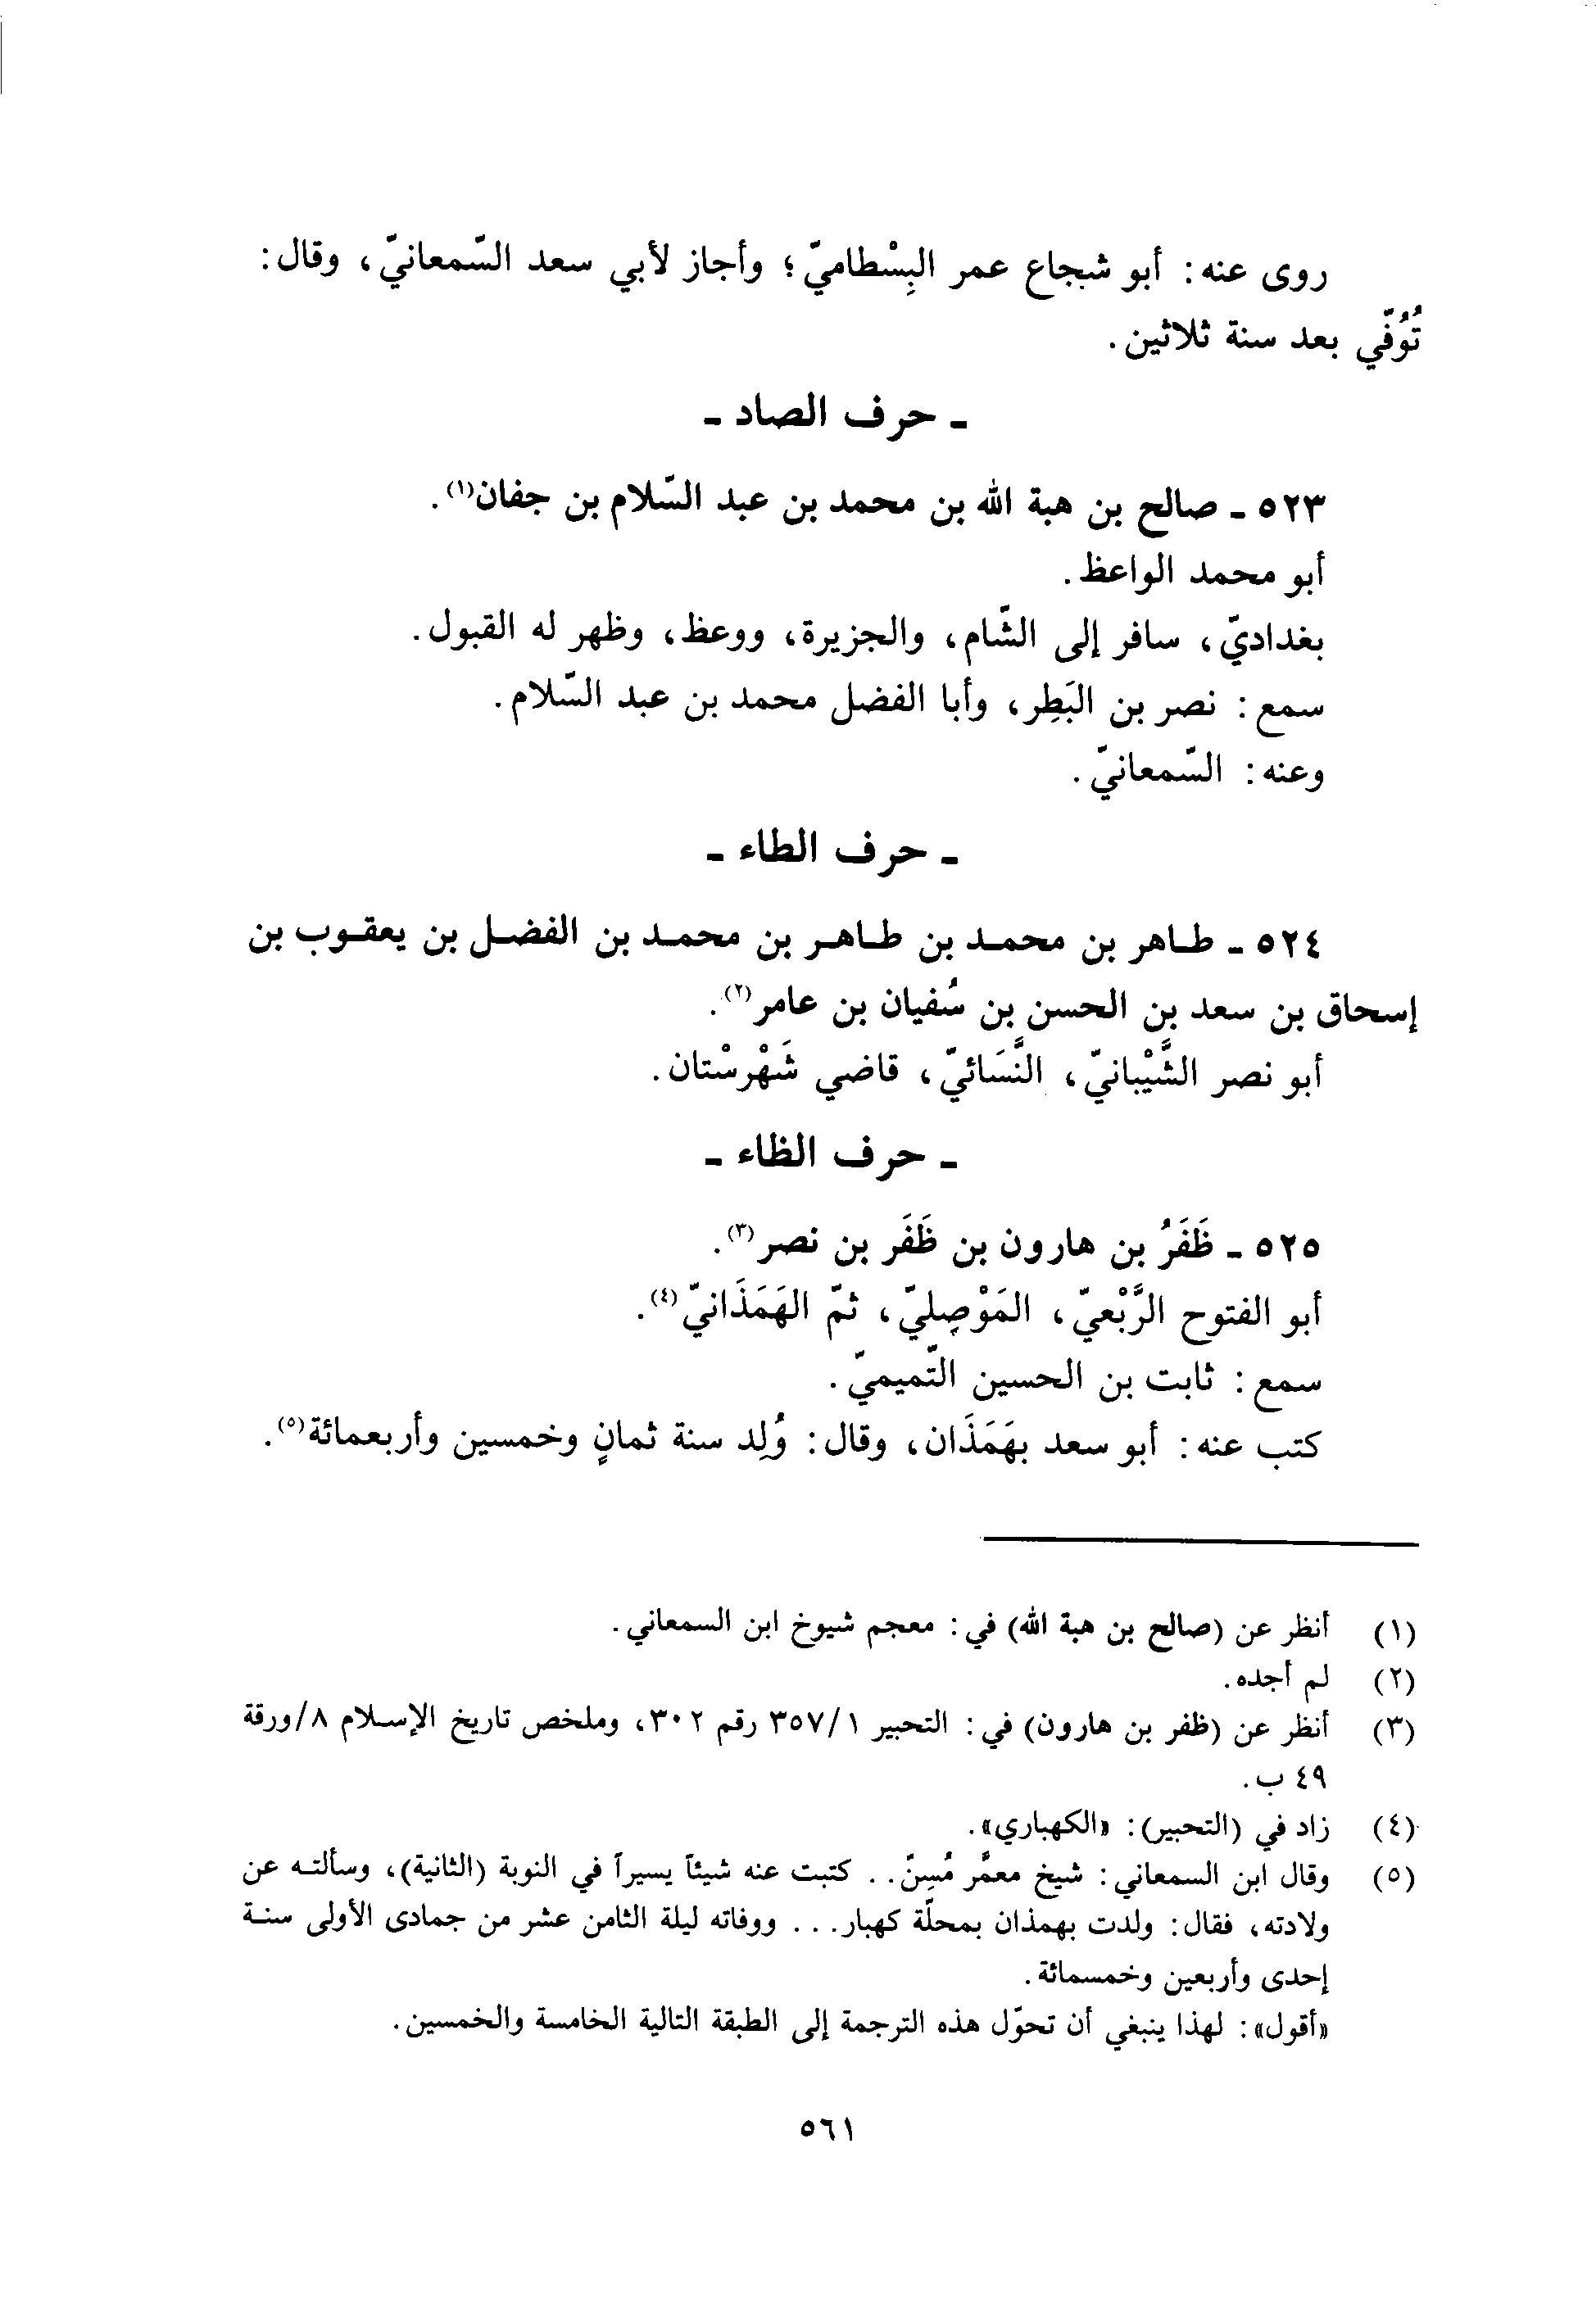 روى عنه: أبو شجاع عمر البِسْطاميّ؛ وأجاز لأبي سعد السّمعانيّ، وقال:
تُوُفّي بعد سنة ثلاثين.
ـ حرف الصاد ـ
٥٢٣ ـ صالح بن هبة الله بن محمد بن عبد السّلام بن جفان(١).
أبو محمد الواعظ.
بغداديّ، سافر إلى الشّام، والجزيرة، ووعظ، وظهر له القبول.
سمع: نصر بن البَطِر، وأبا الفضل محمد بن عبد السّلام.
وعنه: السّمعانيّ.
ـ حرف الطاء ـ
٥٢٤ ـ طـاهر بن محمـد بن طـاهـر بن محمـد بن الفضـل بن يعقـوب بن
إسحاق بن سعد بن الحسن بن سُفيان بن عامر(٢).
أبو نصر الشَّيْبانيّ، النَّسَائيّ، قاضي شَهْرسْتان.
ـ حرف الظاء ـ
٥٢٥ ـ ظَفَرُ بن هارون بن ظَفَر بن نصر(٣).
أبو الفتوح الرَّبْعيّ، المَوْصِليّ، ثمّ الهَمَذَانيّ(٤).
سمع: ثابت بن الحسين التّميميّ.
كتب عنه: أبو سعد بهَمَذَان، وقال: وُلِد سنة ثمانٍ وخمسين وأربعمائة(٥).
(١) أنظر عن (صالح بن هبة الله) في: معجم شيوخ ابن السمعاني.
(٢) لم أجده.
(٣) أنظر عن (ظفر بن هارون) في: التحبير ٣٥٧/١ رقم ٣٠٢، وملخص تاريخ الإسـلام ٨/ورقة
٤٩ ب.
(٤) زاد في (التحبير): «الكهباري».
(٥) وقال ابن السمعاني: شيخ معمَّر مُسِنّ.. كتبت عنه شيئاً يسيراً في النوبة (الثانية)، وسألتـه عن
ولادته، فقال: ولدت بهمذان بمحلّة كهبار... ووفاته ليلة الثامن عشر من جمادى الأولى سنـة
إحدى وأربعين وخمسمائة.
«أقول»: لهذا ينبغي أن تحوّل هذه الترجمة إلى الطبقة التالية الخامسة والخمسين.
٥٦١